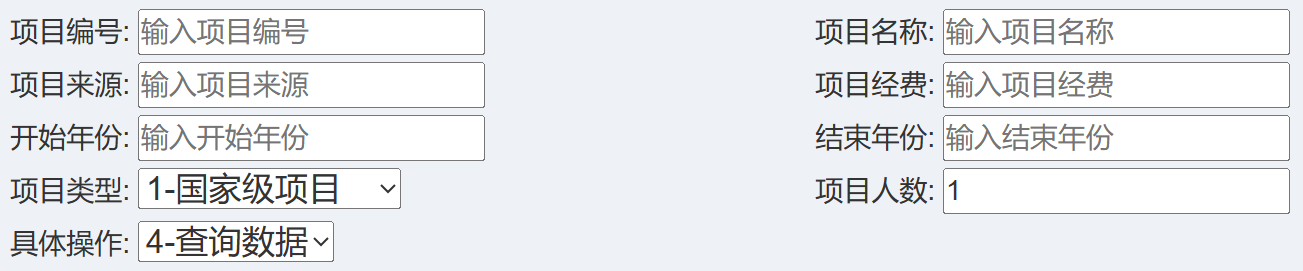 项目编号: 输入项目编号 项目名称: 输入项目名称
项目来源: 输入项目来源 项目经费: 输入项目经费
开始年份: 输入开始年份 结束年份: 输入结束年份
项目类型: 1-国家级项目 项目人数: 1
具体操作: 4-查询数据